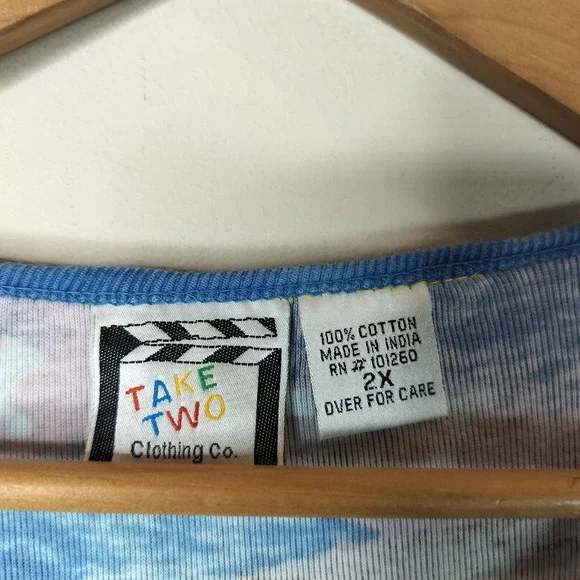 TAKE
TWO
Clothing Co.
100% COTTON
MADE IN INDIA
RN # 101260
2X
OVER FOR CARE